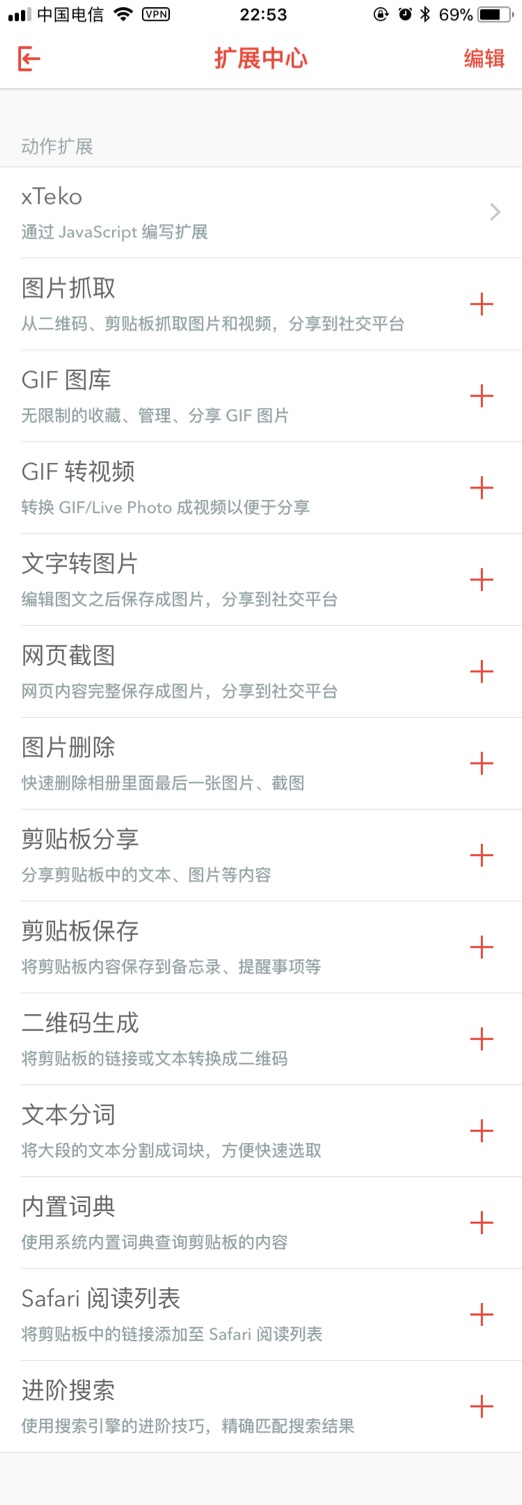 中国电信 VPN 22:53 69%
扩展中心 编辑
动作扩展
xTeko
通过 JavaScript 编写扩展
图片抓取
从二维码、剪贴板抓取图片和视频，分享到社交平台
GIF 图库
无限制的收藏、管理、分享 GIF 图片
GIF 转视频
转换 GIF/Live Photo 成视频以便于分享
文字转图片
编辑图文之后保存成图片，分享到社交平台
网页截图
网页内容完整保存成图片，分享到社交平台
图片删除
快速删除相册里面最后一张图片、截图
剪贴板分享
分享剪贴板中的文本、图片等内容
剪贴板保存
将剪贴板内容保存到备忘录、提醒事项等
二维码生成
将剪贴板的链接或文本转换成二维码
文本分词
将大段的文本分割成词块，方便快速选取
内置词典
使用系统内置词典查询剪贴板的内容
Safari 阅读列表
将剪贴板中的链接添加至 Safari 阅读列表
进阶搜索
使用搜索引擎的进阶技巧，精确匹配搜索结果